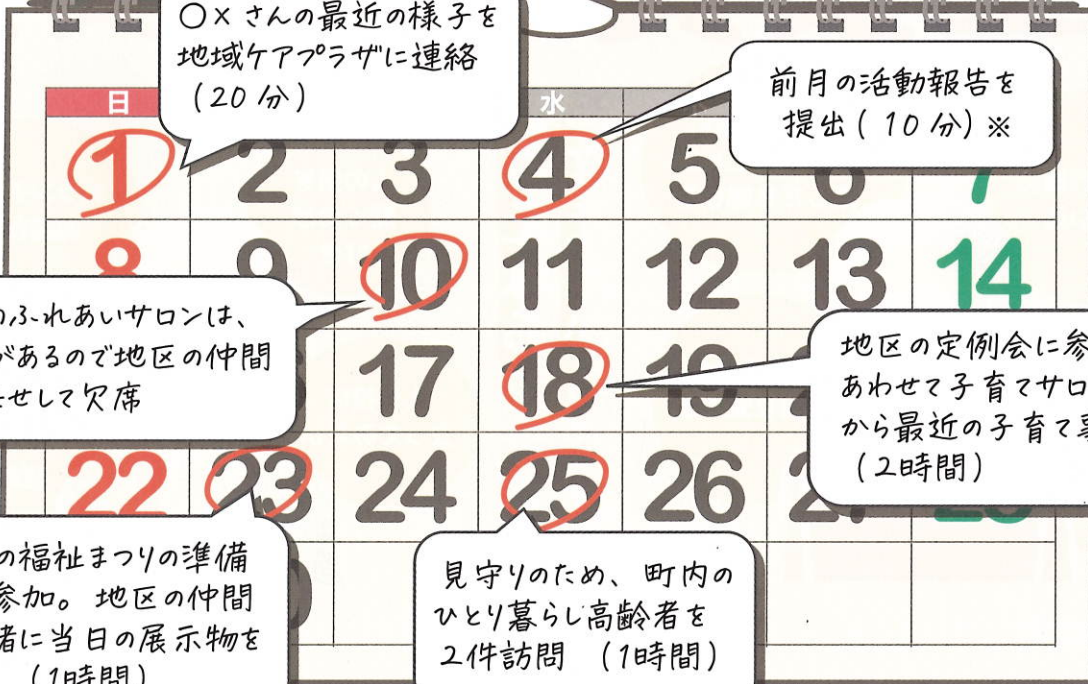 〇×さんの最近の様子を
地域ケアプラザに連絡
(20分)
前月の活動報告を
提出(10分)※
日 水
1 2 3 4 5 6 7
8 9 10 11 12 13 14
ふれあいサロンは、
があるので地区の仲間
せして欠席
17 18 19
地区の定例会に参
あわせて子育てサロ
から最近の子育て
(2時間)
22 23 24 25 26 27 28
の福祉まつりの準備
参加。地区の仲間
者に当日の展示物を
(1時間)
見守りのため、町内の
ひとり暮らし高齢者を
2件訪問 (1時間)